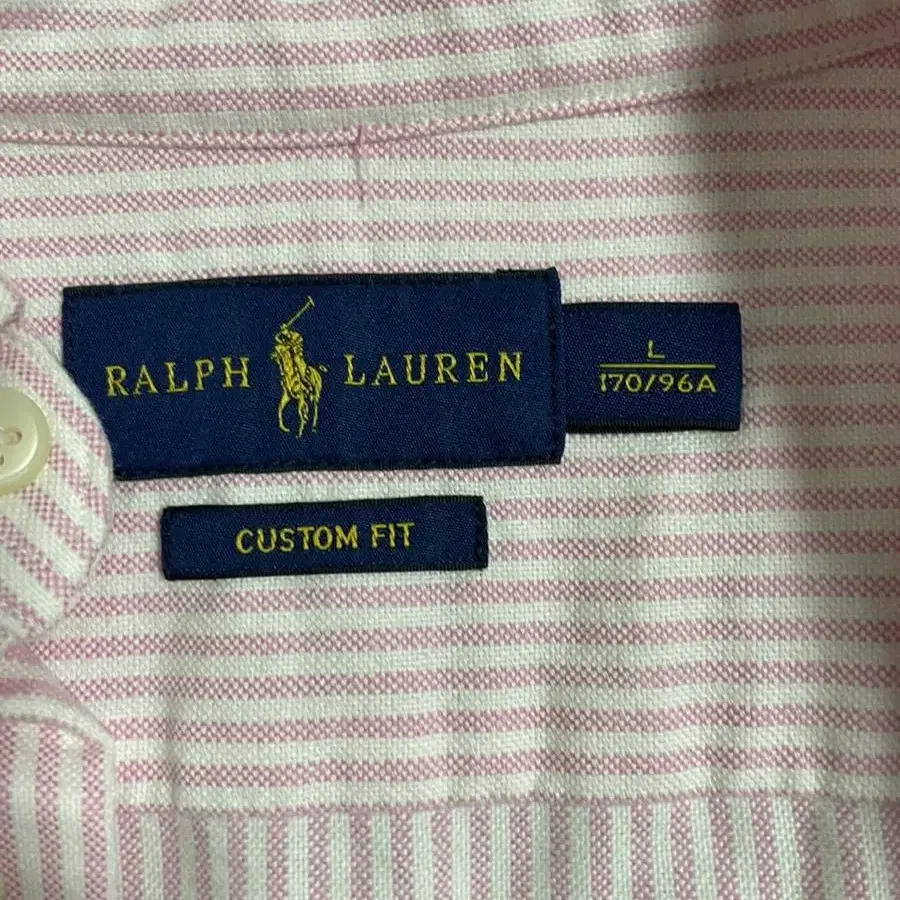 RALPH LAUREN
L
170/96A
CUSTOM FIT